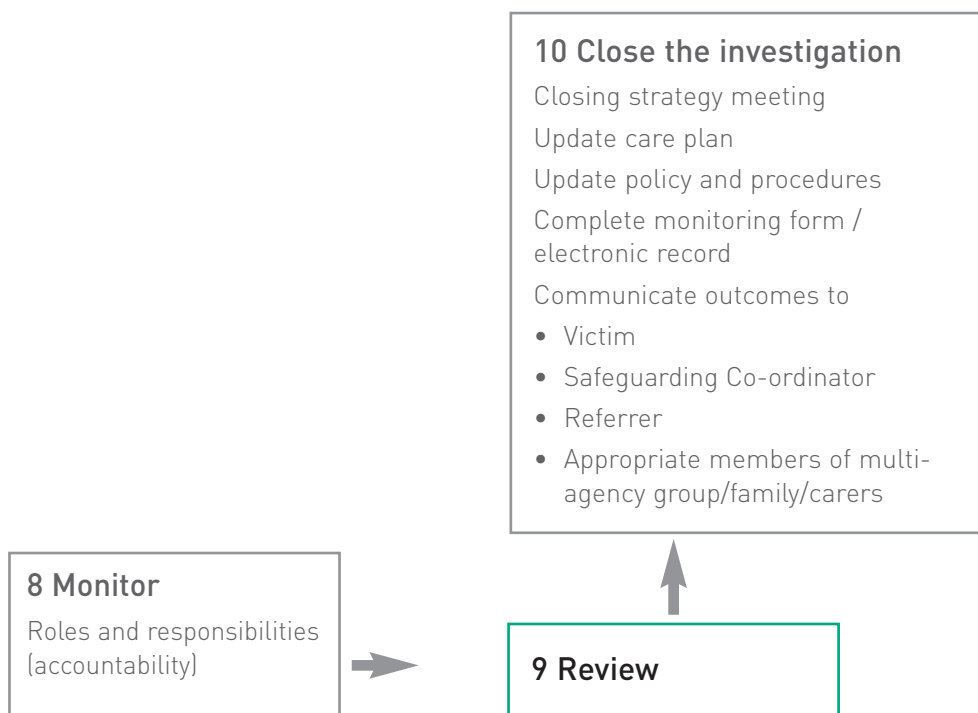 10 Close the investigation
Closing strategy meeting
Update care plan
Update policy and procedures
Complete monitoring form /
electronic record
Communicate outcomes to
• Victim
• Safeguarding Co-ordinator
• Referrer
• Appropriate members of multi-
agency group/family/carers
8 Monitor
Roles and responsibilities
(accountability)
9 Review